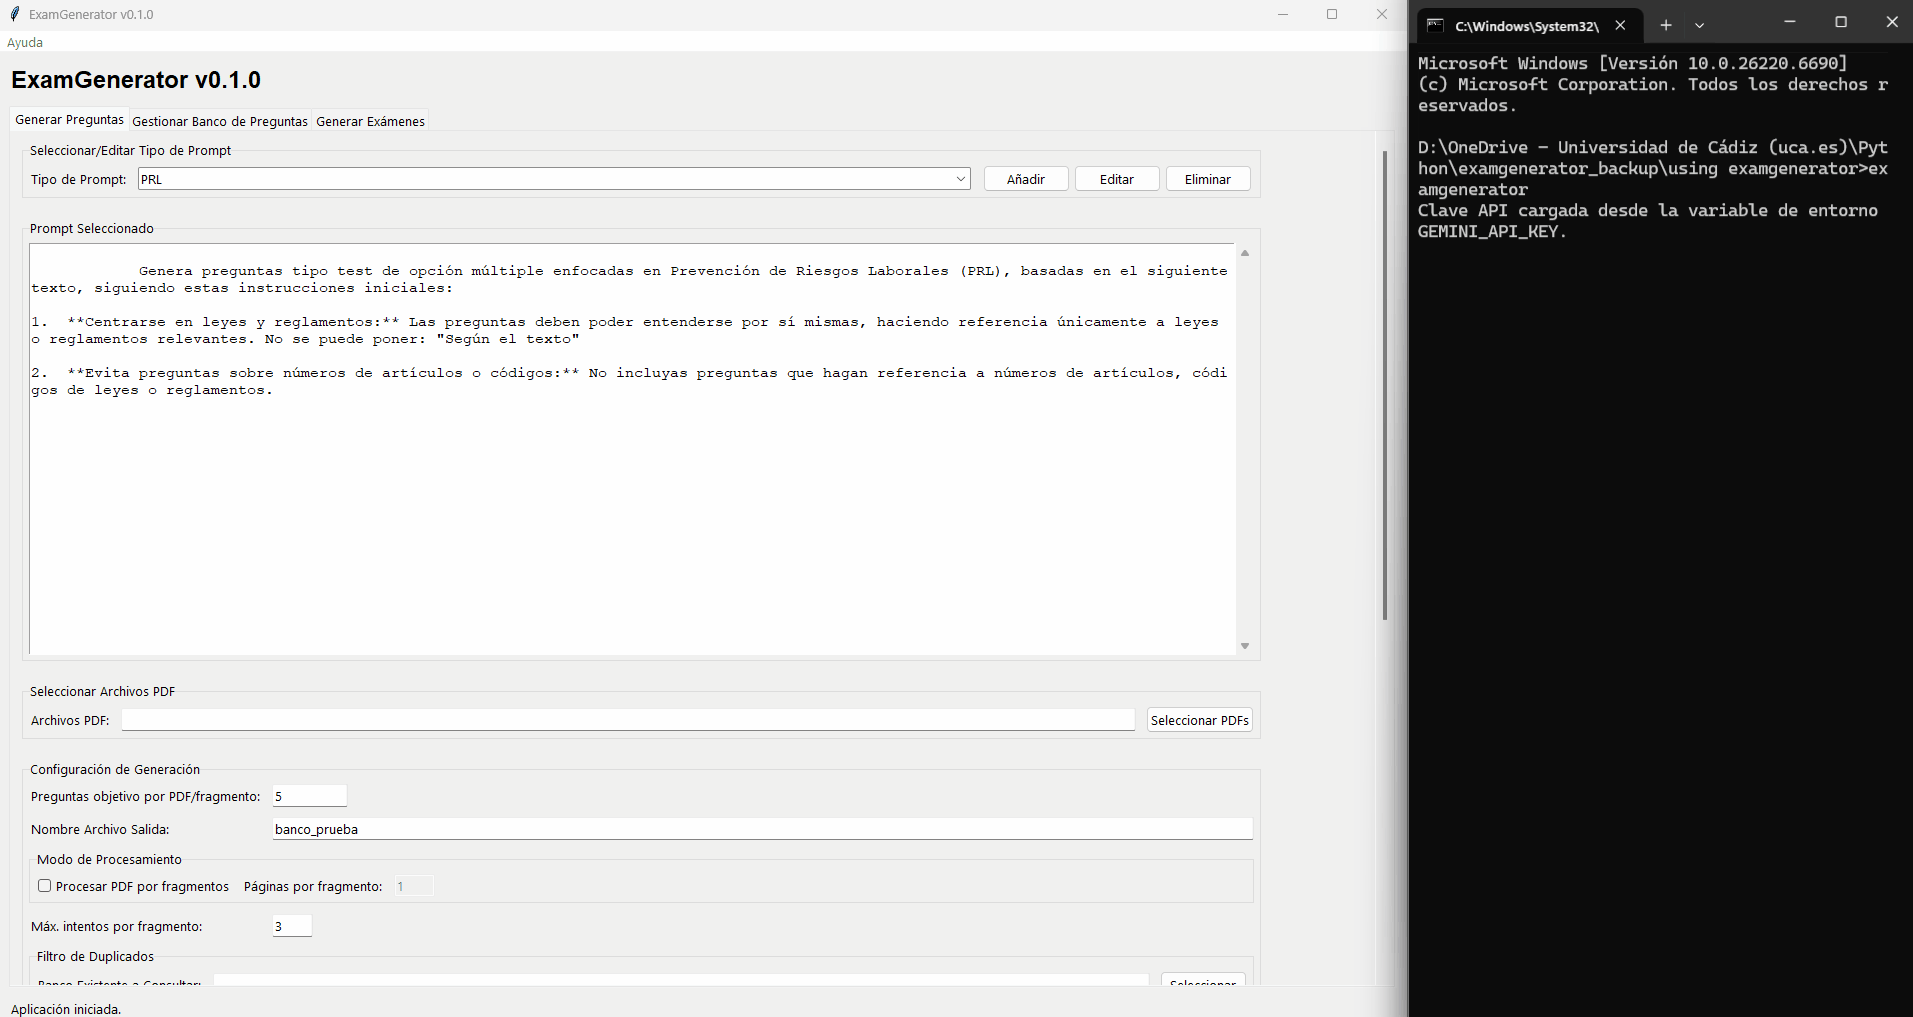 ExamGenerator v0.1.0
Ayuda
ExamGenerator v0.1.0
Generar Preguntas Gestionar Banco de Preguntas Generar Exámenes
Seleccionar/Editar Tipo de Prompt
Tipo de Prompt: PRL Añadir Editar Eliminar
Prompt Seleccionado
Genera preguntas tipo test de opción múltiple enfocadas en Prevención de Riesgos Laborales (PRL), basadas en el siguiente
texto, siguiendo estas instrucciones iniciales:
1. **Centrarse en leyes y reglamentos:** Las preguntas deben poder entenderse por sí mismas, haciendo referencia únicamente a leyes
o reglamentos relevantes. No se puede poner: "Según el texto"
2. **Evita preguntas sobre números de artículos o códigos:** No incluyas preguntas que hagan referencia a números de artículos, códi
gos de leyes o reglamentos.
Seleccionar Archivos PDF
Archivos PDF: Seleccionar PDFs
Configuración de Generación
Preguntas objetivo por PDF/fragmento: 5
Nombre Archivo Salida: banco_prueba
Modo de Procesamiento
Procesar PDF por fragmentos Páginas por fragmento: 1
Máx. intentos por fragmento: 3
Filtro de Duplicados
Banco Existente a Consultar: Seleccionar
Aplicación iniciada.
C:\Windows\System32\
Microsoft Windows [Versión 10.0.26220.6690]
(c) Microsoft Corporation. Todos los derechos r
eservados.
D:\OneDrive - Universidad de Cádiz (uca.es)\Pyt
hon\examgenerator_backup\using examgenerator>ex
amgenerator
Clave API cargada desde la variable de entorno
GEMINI_API_KEY.